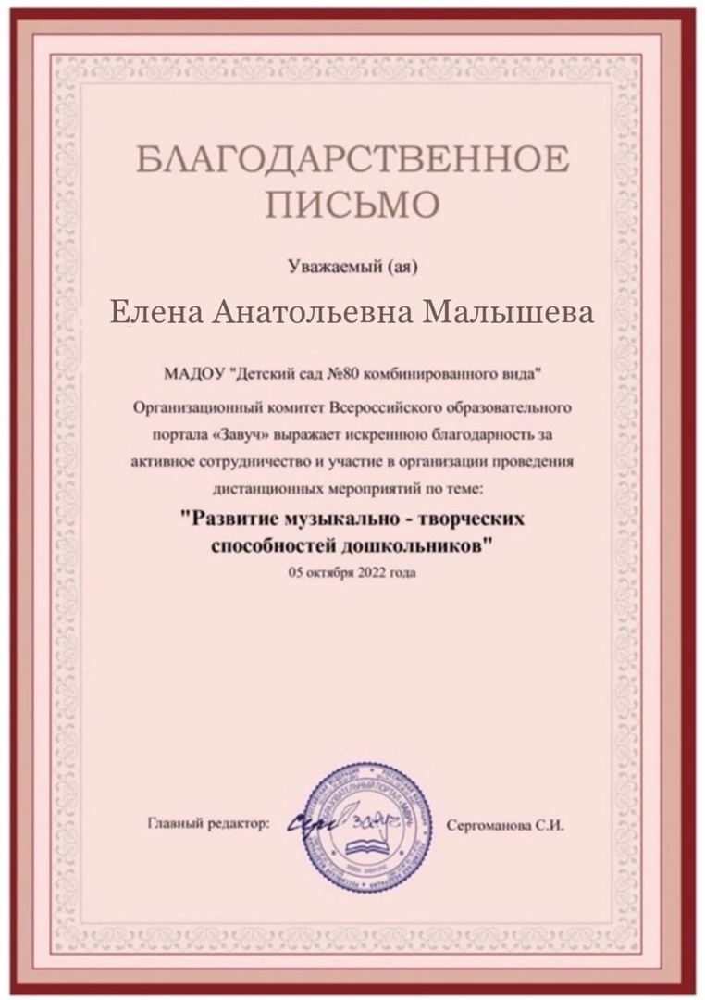 БЛАГОДАРСТВЕННОЕ
ПИСЬМО
Уважаемый (ая)
Елена Анатольевна Малышева
МАДОУ "Детский сад №80 комбинированного вида"
Организационный комитет Всероссийского образовательного
портала «Завуч» выражает искреннюю благодарность за
активное сотрудничество и участие в организации проведения
дистанционных мероприятий по теме:
"Развитие музыкально - творческих
способностей дошкольников"
05 октября 2022 года
Главный редактор:
завуч
Сергоманова С.И.